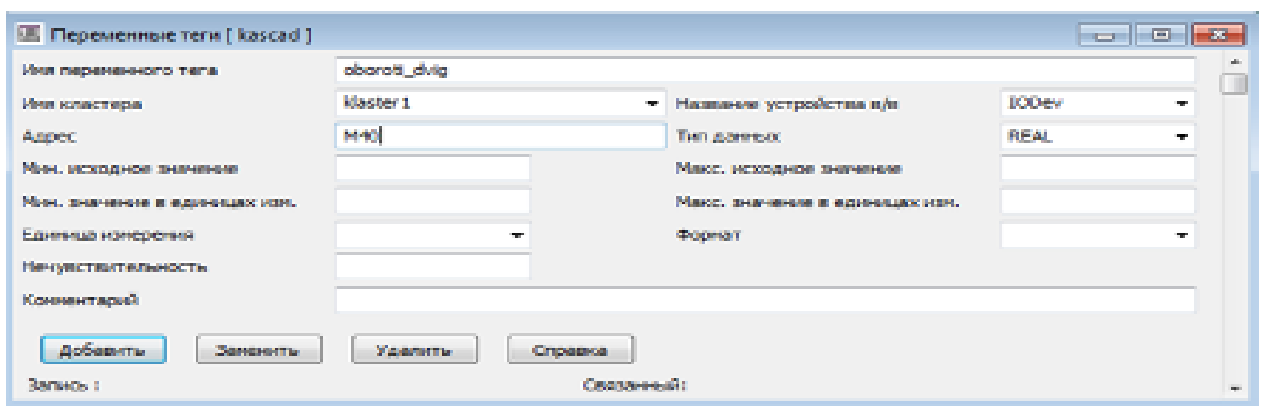 Переменные теги [ kascad ]
Имя переменного тега oboroti_dvig
Имя кластера klaster1 Название устройства в/в IODev
Адрес M40 Тип данных REAL
Мин. исходное значение Макс. исходное значение
Мин. значение в единицах изм. Макс. значение в единицах изм.
Единица измерения Формат
Нечувствительность
Комментарий
Добавить Заменить Удалить Справка
Запись : Связанный: